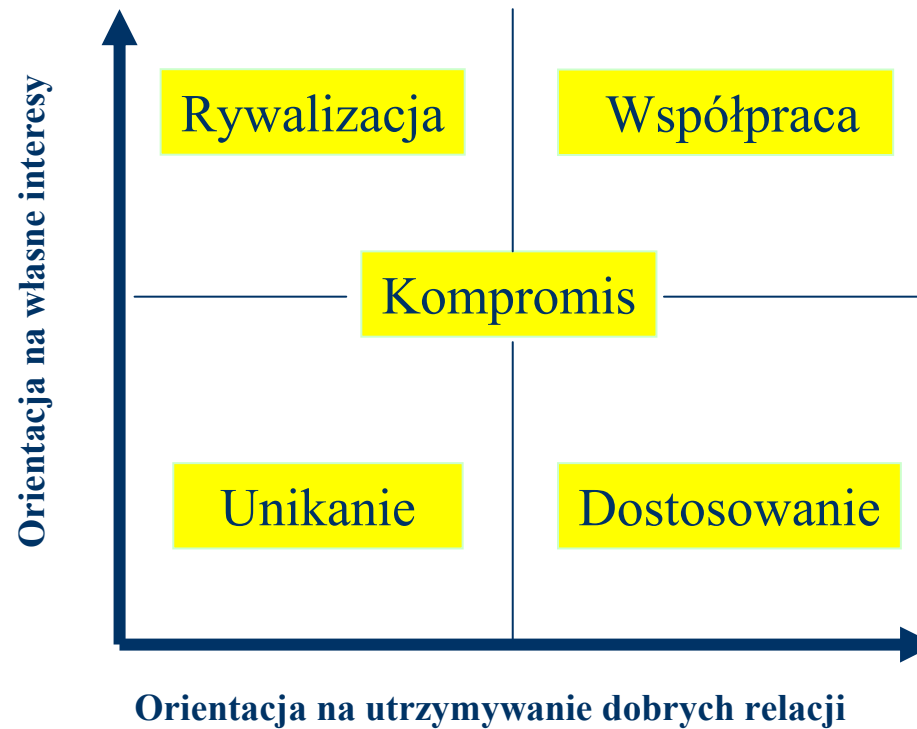 Orientacja na własne interesy
Rywalizacja
Współpraca
Kompromis
Unikanie
Dostosowanie
Orientacja na utrzymywanie dobrych relacji